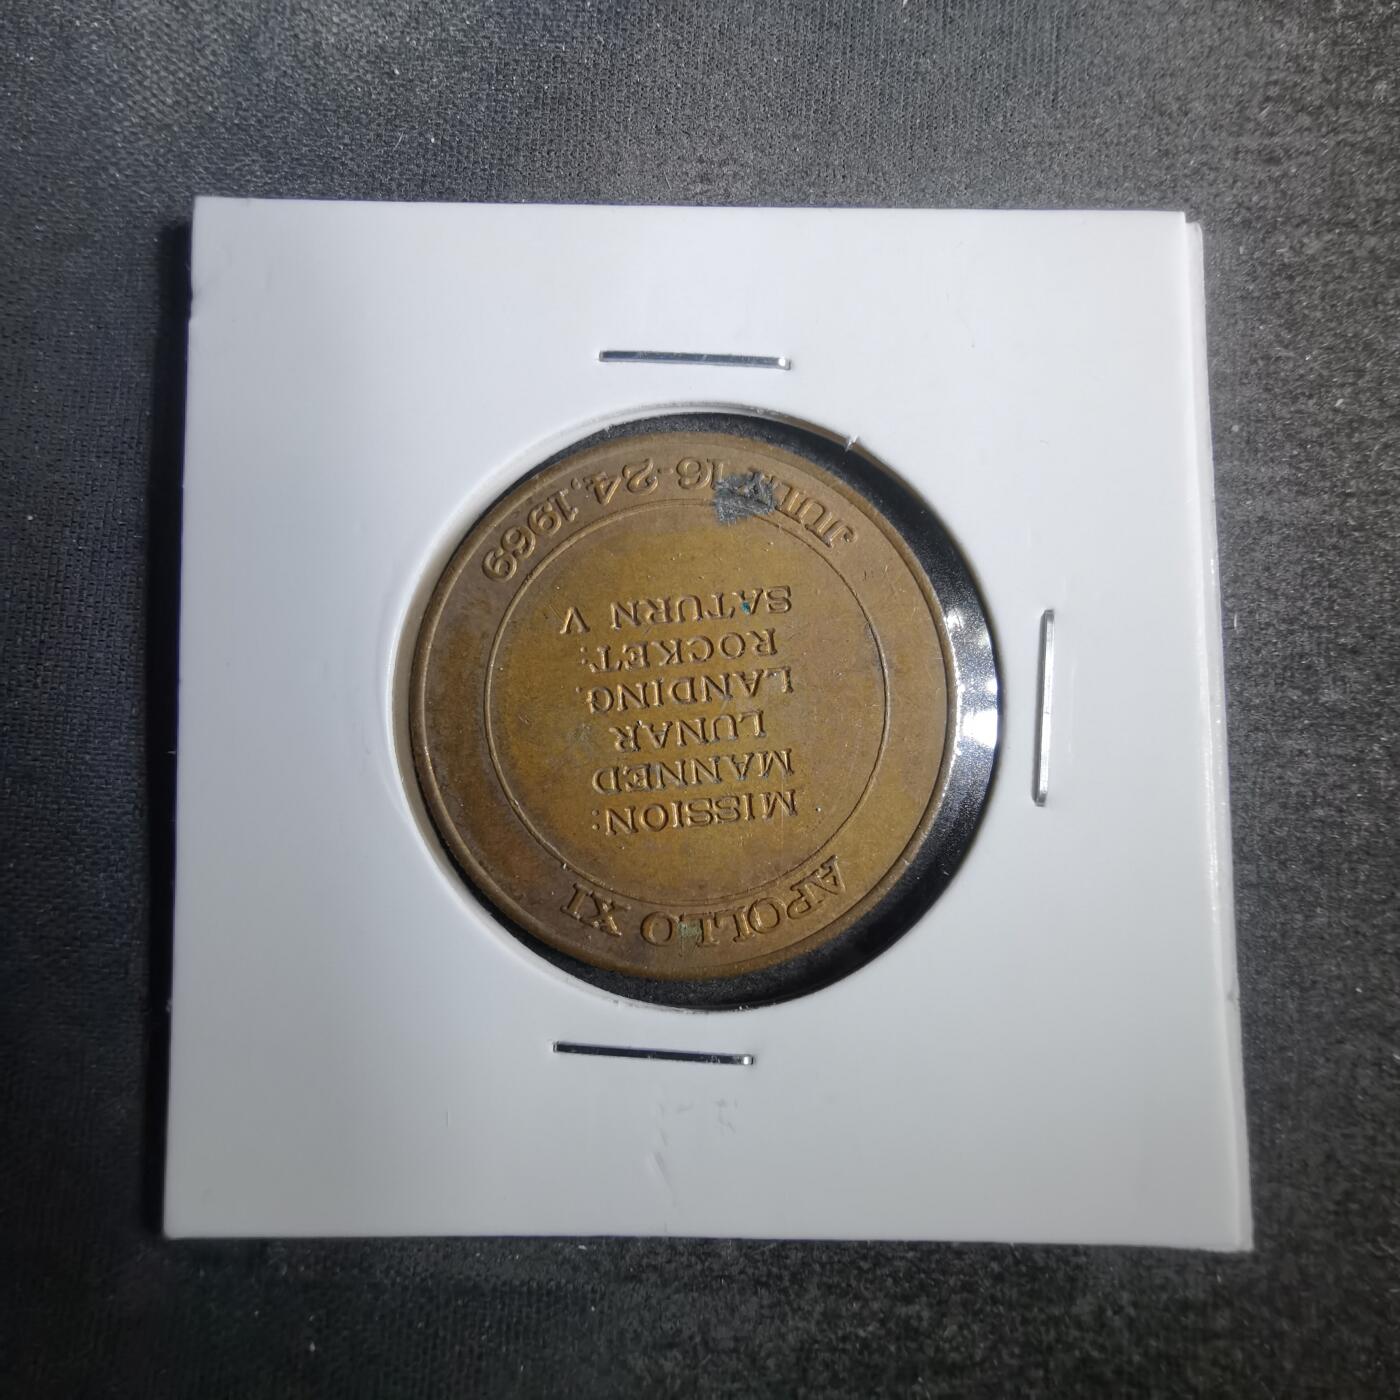 APOLLO XI
MISSION:
MANNED
LUNAR
LANDING.
ROCKET:
SATURN V.
JULY 16-24, 1969